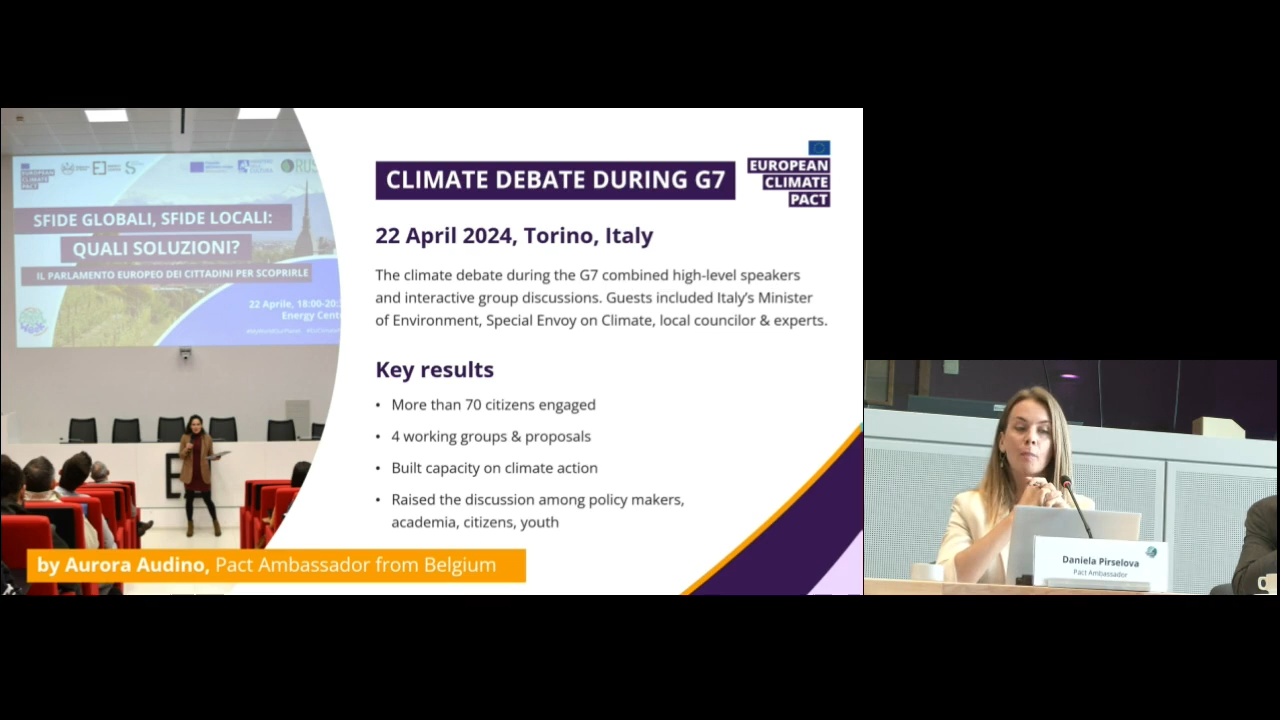 EUROPEAN
CLIMATE
PACT
SFIDE GLOBALI, SFIDE LOCALI:
QUALI SOLUZIONI?
IL PARLAMENTO EUROPEO DEI CITTADINI PER SCOPRIRLE
22 Aprile, 18:00-20:
Energy Cent
CLIMATE DEBATE DURING G7
EUROPEAN
CLIMATE
PACT
22 April 2024, Torino, Italy
The climate debate during the G7 combined high-level speakers
and interactive group discussions. Guests included Italy’s Minister
of Environment, Special Envoy on Climate, local councilor & experts.
Key results
• More than 70 citizens engaged
• 4 working groups & proposals
• Built capacity on climate action
• Raised the discussion among policy makers,
academia, citizens, youth
by Aurora Audino, Pact Ambassador from Belgium
Daniela Pirselova
Pact Ambassador